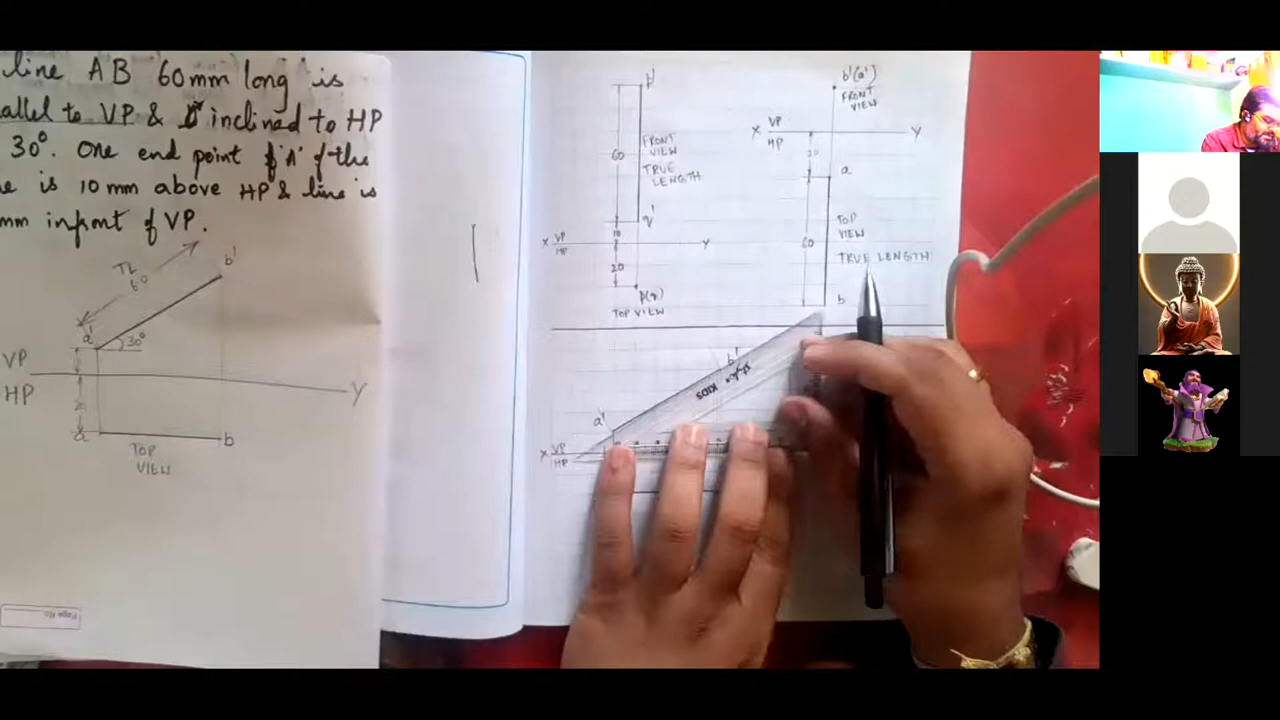 line AB 60mm long is
allel to VP & inclined to HP
30°. One end point 'A' of the
e is 10 mm above HP & line is
mm infront of VP.
TL
60
b'
a'
30°
VP
HP
Y
a
b
TOP
VIEW
Page No.
p'
60
FRONT
VIEW
TRUE
LENGTH
q'
10
X VP
HP
Y
20
p(q)
TOP VIEW
b'(a')
FRONT
VIEW
X VP
HP
Y
20
a
TOP
VIEW
60
TRUE LENGTH
b
b'
KIDS
a'
X VP
HP